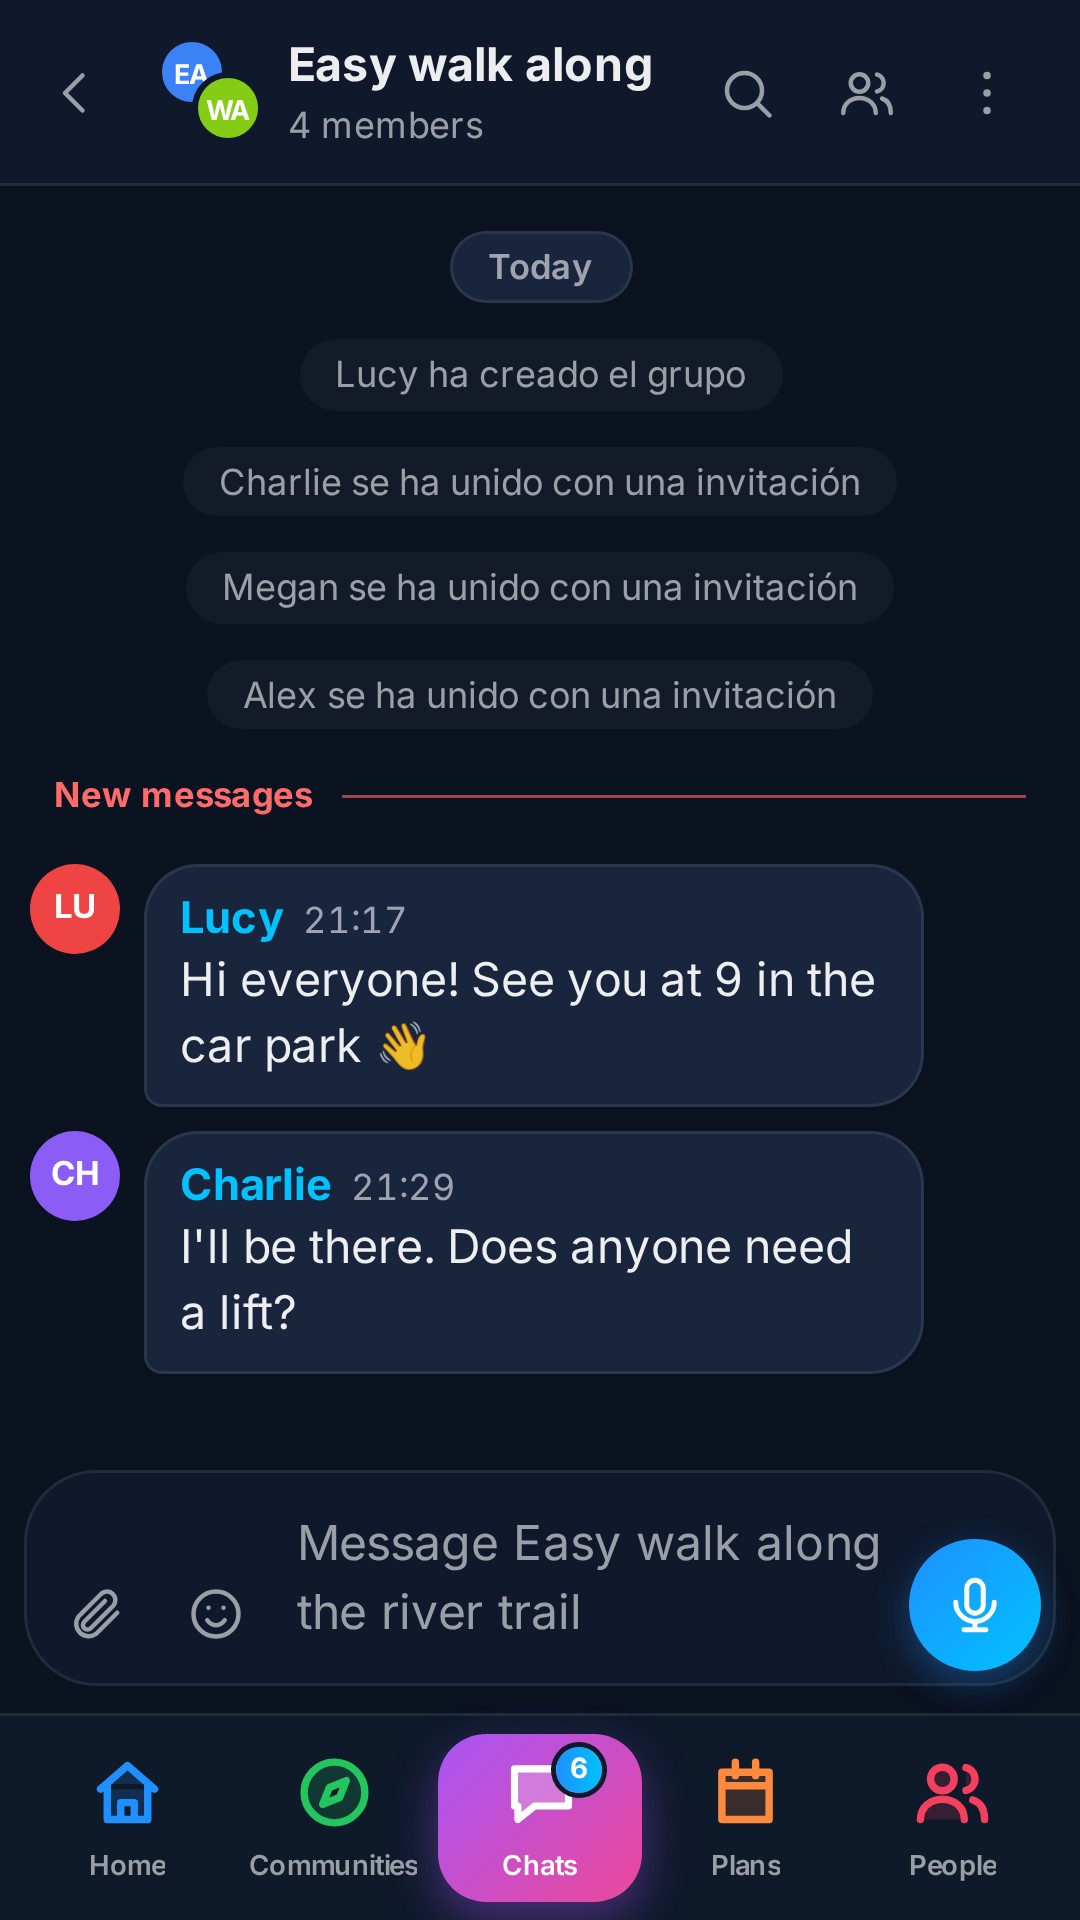 EA
WA
Easy walk along
4 members
Today
Lucy ha creado el grupo
Charlie se ha unido con una invitación
Megan se ha unido con una invitación
Alex se ha unido con una invitación
New messages
LU
Lucy 21:17
Hi everyone! See you at 9 in the
car park 👋
CH
Charlie 21:29
I'll be there. Does anyone need
a lift?
Message Easy walk along
the river trail
6
Home
Communities
Chats
Plans
People